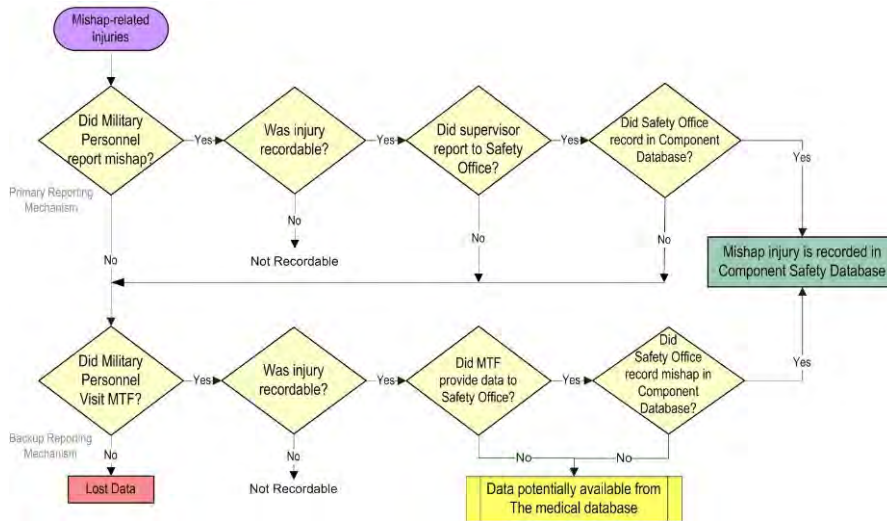 Mishap-related
injuries
Did Military
Personnel
report mishap?
Yes
Was injury
recordable?
Yes
Did supervisor
report to Safety
Office?
Yes
Did Safety Office
record in Component
Database?
Yes
Primary Reporting
Mechanism
No
No
No
No
Not Recordable
Mishap injury is recorded in
Component Safety Database
Did Military
Personnel
Visit MTF?
Yes
Was injury
recordable?
Yes
Did MTF
provide data to
Safety Office?
Yes
Did
Safety Office
record mishap in
Component
Database?
Yes
Backup Reporting
Mechanism
No
No
No
No
Lost Data
Not Recordable
Data potentially available from
The medical database